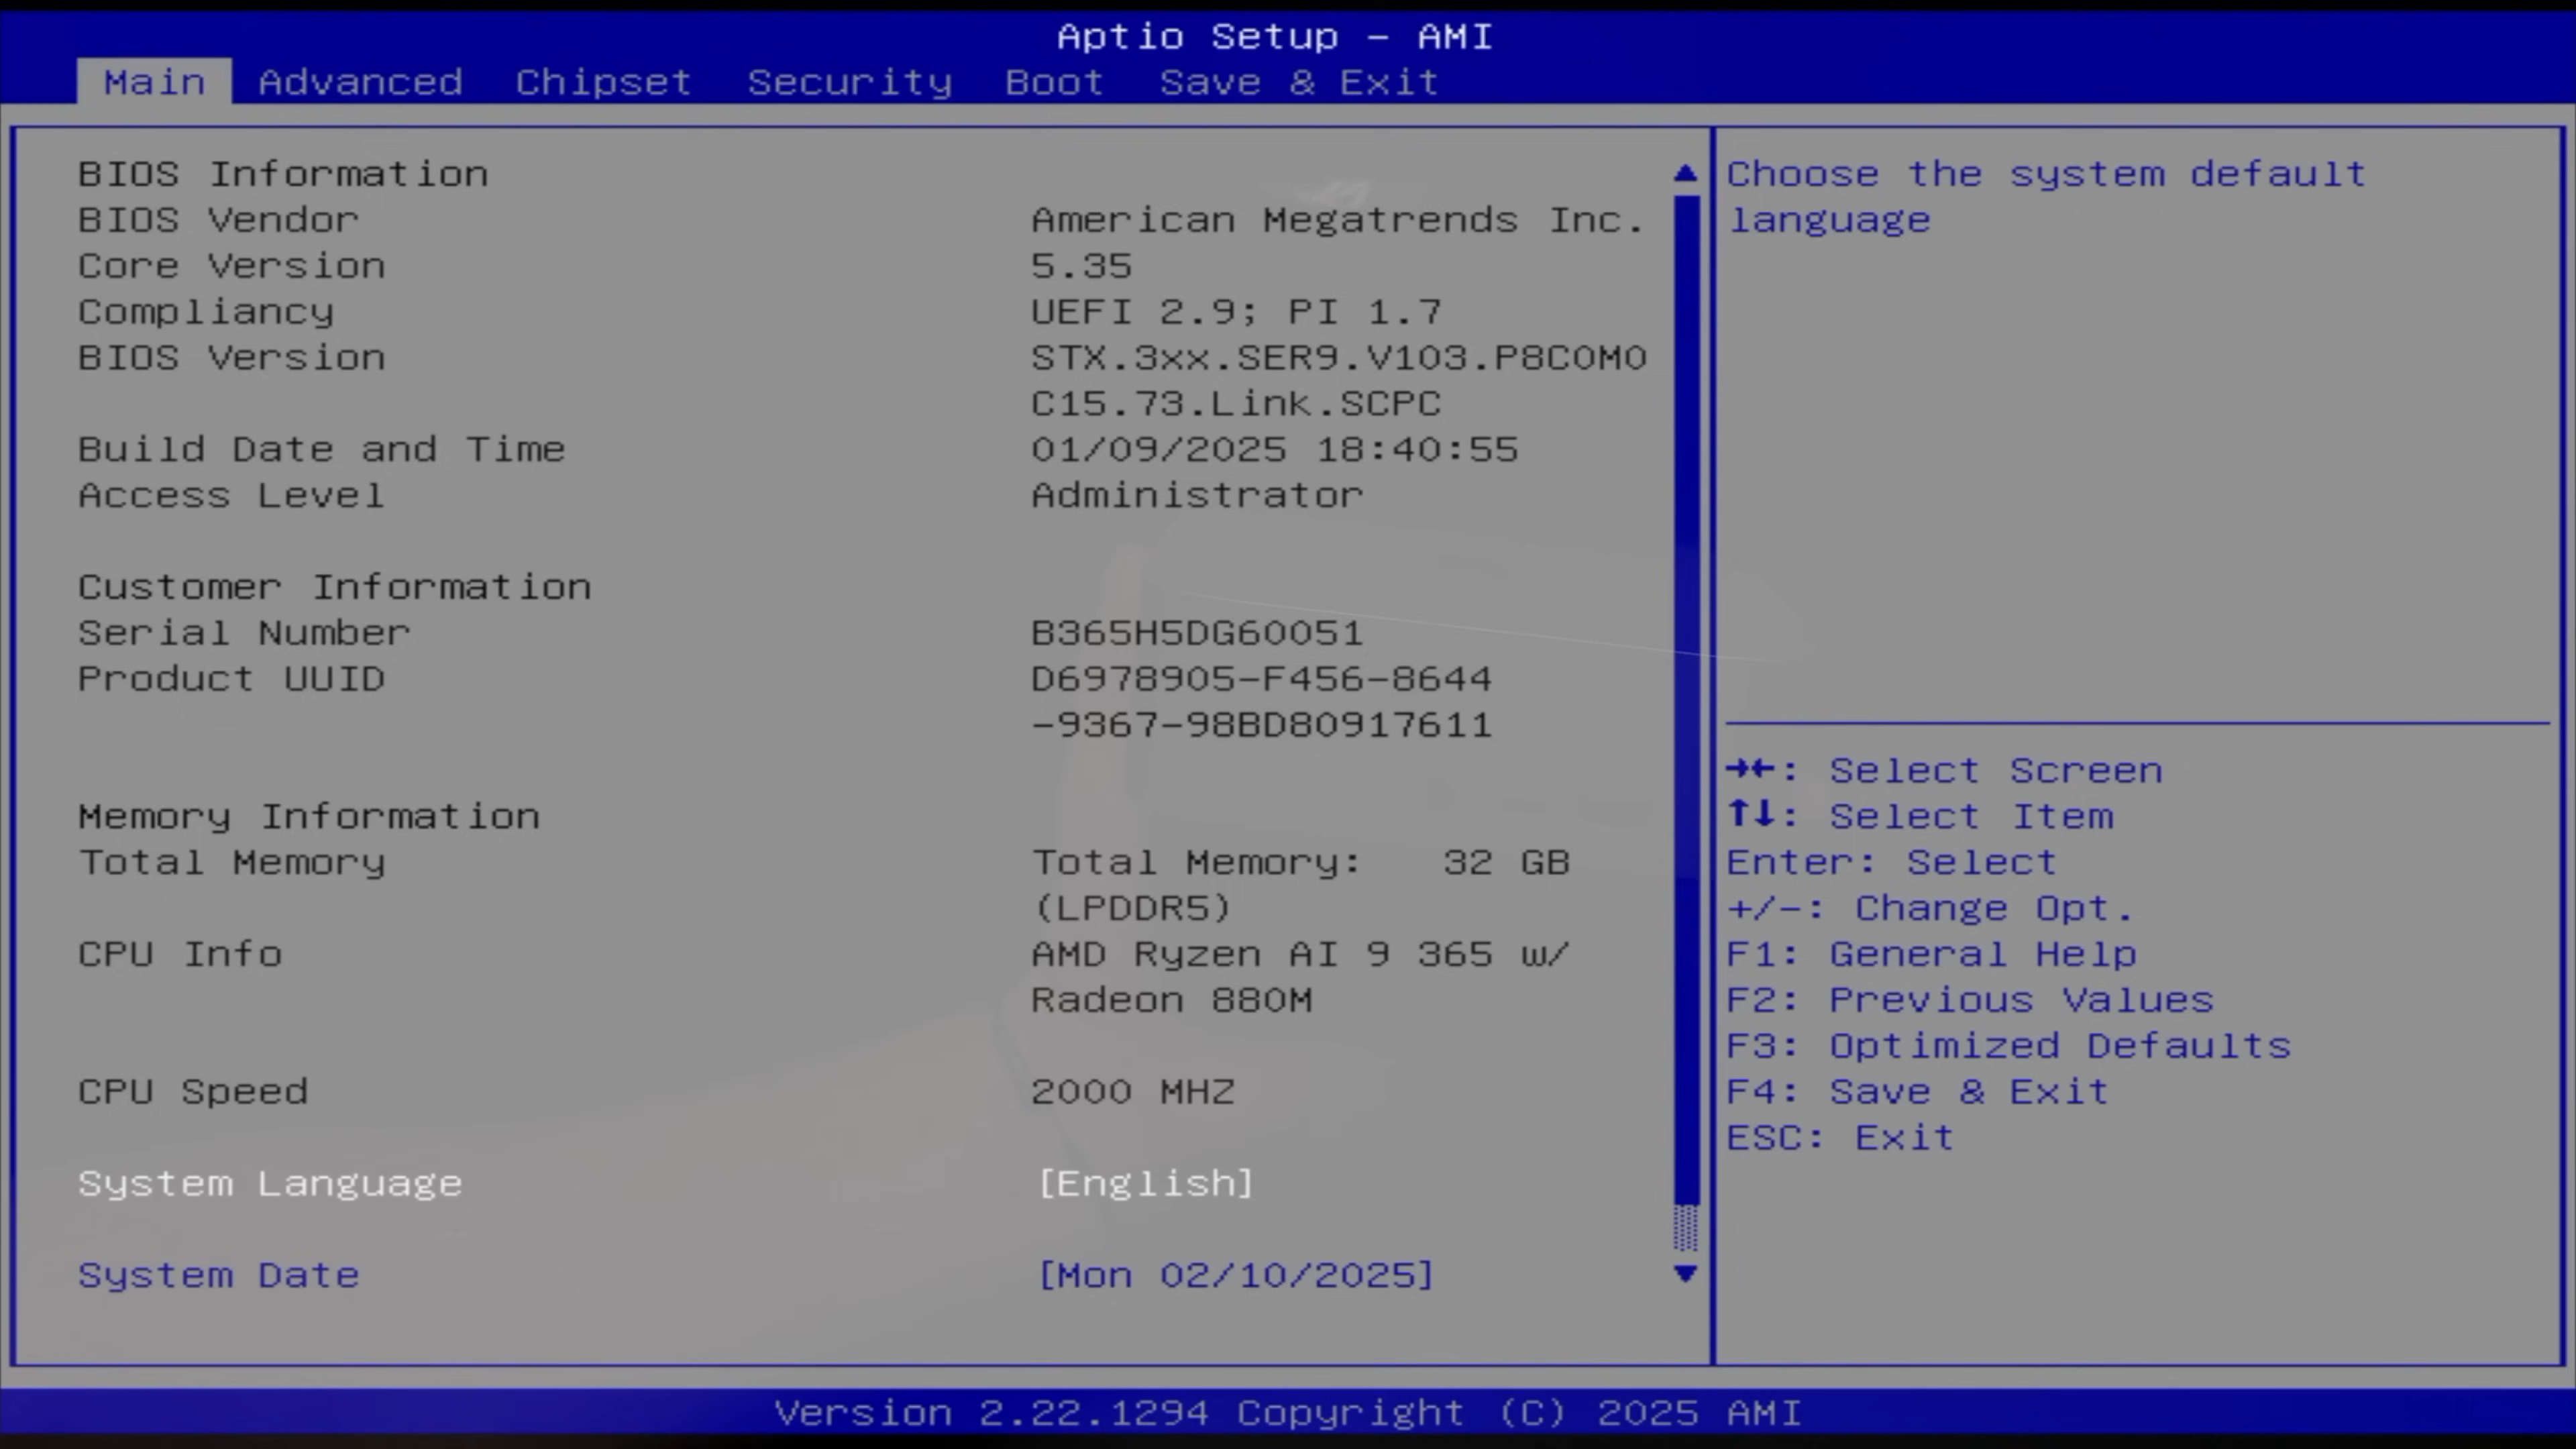 Aptio Setup – AMI
Main Advanced Chipset Security Boot Save & Exit
BIOS Information
BIOS Vendor American Megatrends Inc.
Core Version 5.35
Compliancy UEFI 2.9; PI 1.7
BIOS Version STX.3xx.SER9.V103.P8C0M0
C15.73.Link.SCPC
Build Date and Time 01/09/2025 18:40:55
Access Level Administrator
Customer Information
Serial Number B365H5DG60051
Product UUID D6978905-F456-8644
-9367-98BD80917611
Memory Information
Total Memory Total Memory: 32 GB
(LPDDR5)
CPU Info AMD Ryzen AI 9 365 w/
Radeon 880M
CPU Speed 2000 MHZ
System Language [English]
System Date [Mon 02/10/2025]
Choose the system default
language
→←: Select Screen
↑↓: Select Item
Enter: Select
+/-: Change Opt.
F1: General Help
F2: Previous Values
F3: Optimized Defaults
F4: Save & Exit
ESC: Exit
Version 2.22.1294 Copyright (C) 2025 AMI